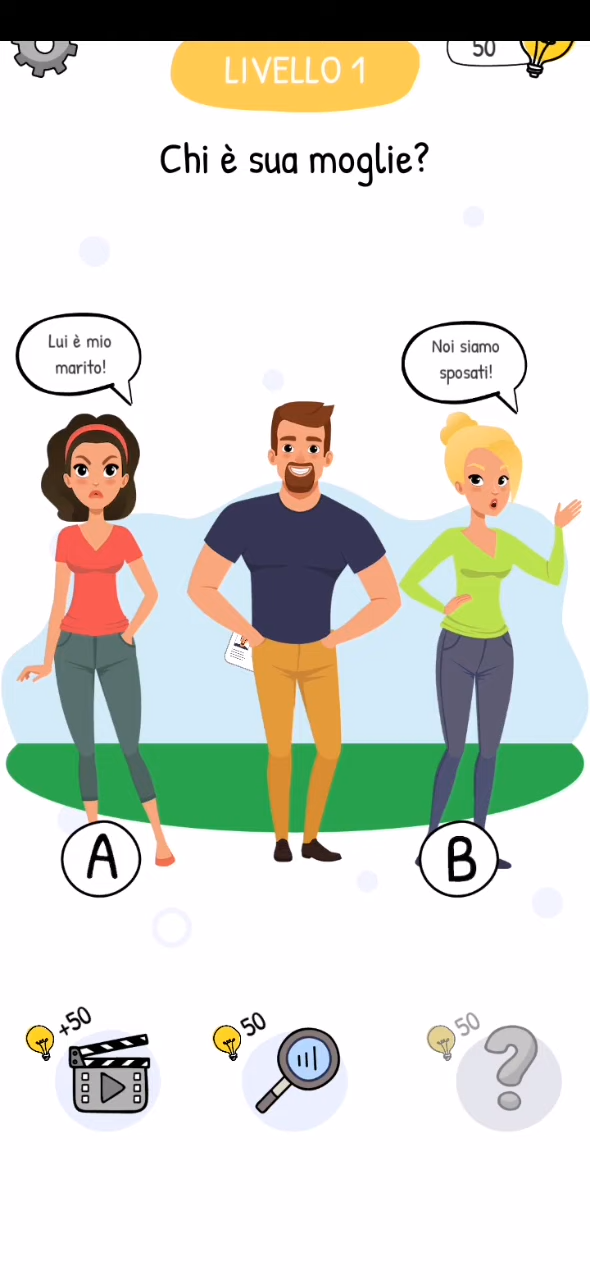 50
LIVELLO 1
Chi è sua moglie?
Lui è mio
marito!
Noi siamo
sposati!
A
B
+50
50
50
?